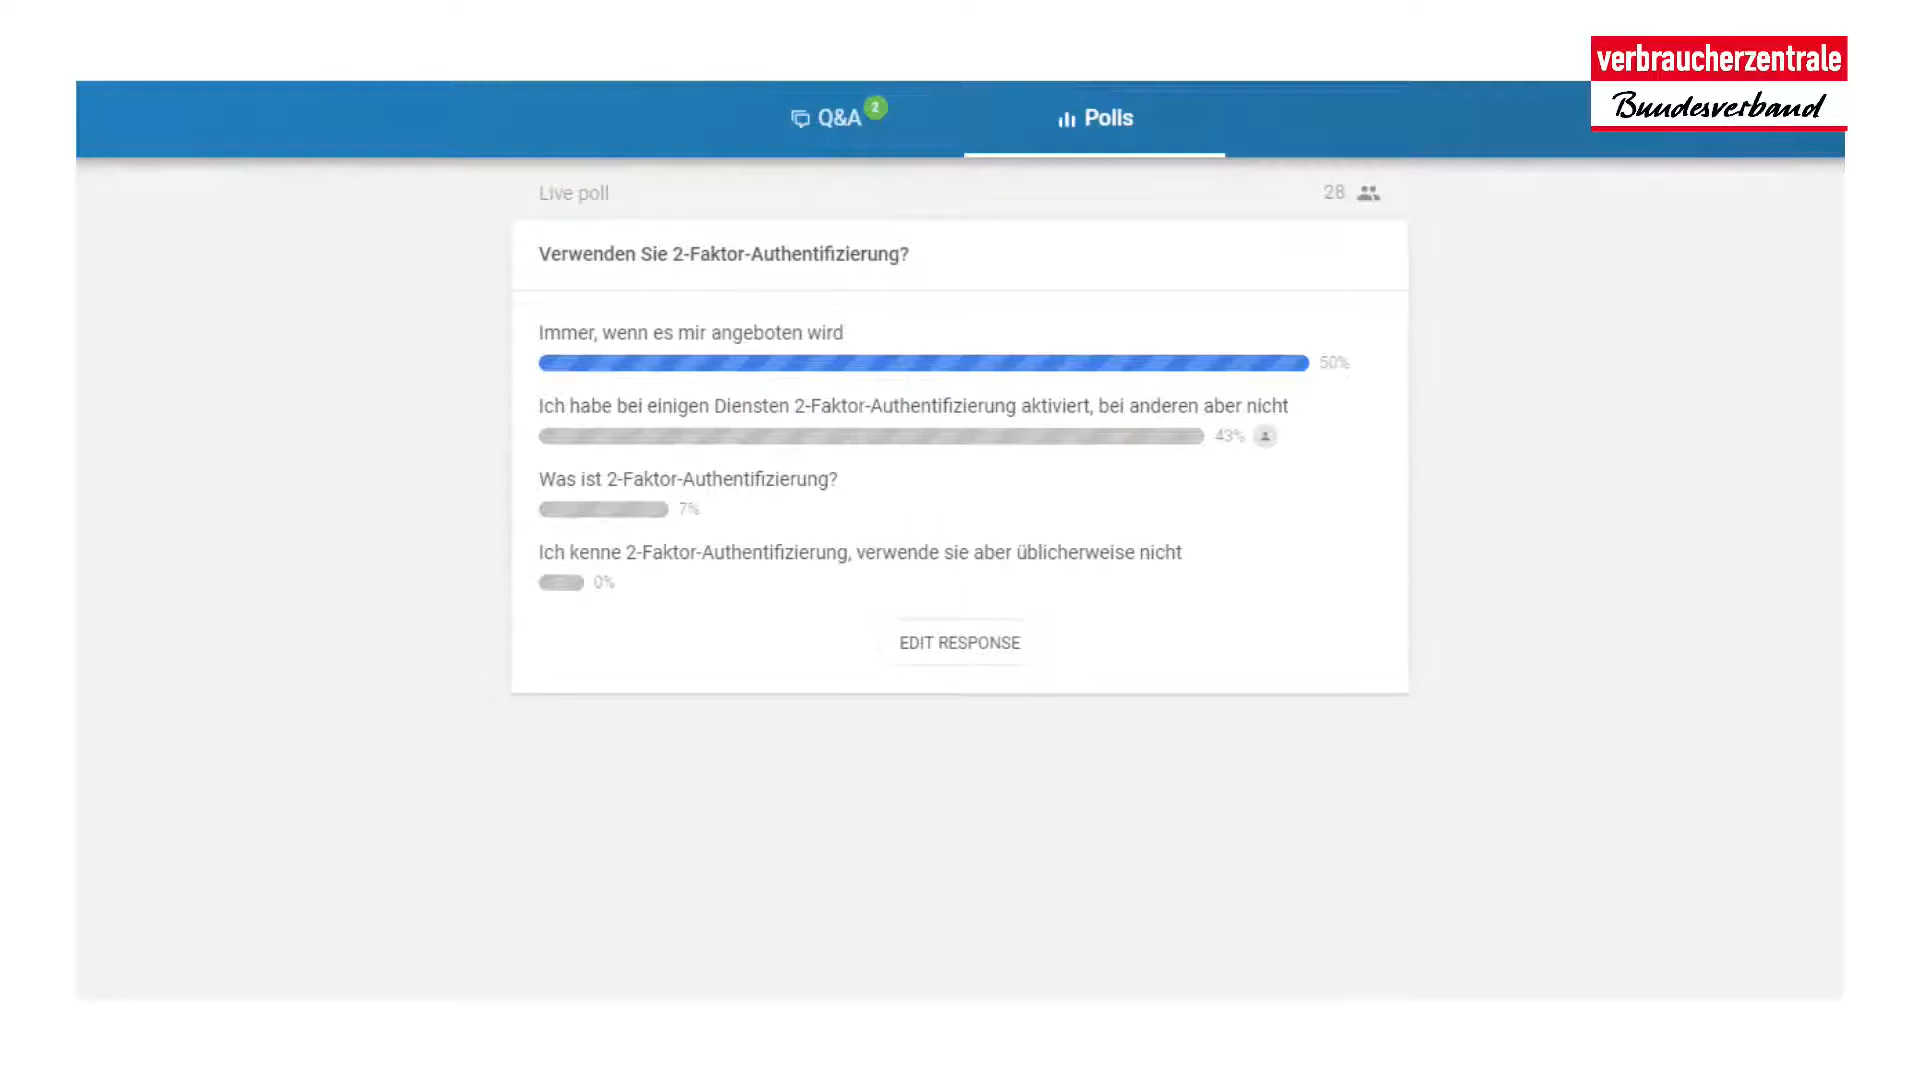 verbraucherzentrale
Bundesverband
Q&A 2
Polls
Live poll
28
Verwenden Sie 2-Faktor-Authentifizierung?
Immer, wenn es mir angeboten wird
50%
Ich habe bei einigen Diensten 2-Faktor-Authentifizierung aktiviert, bei anderen aber nicht
43%
Was ist 2-Faktor-Authentifizierung?
7%
Ich kenne 2-Faktor-Authentifizierung, verwende sie aber üblicherweise nicht
0%
EDIT RESPONSE